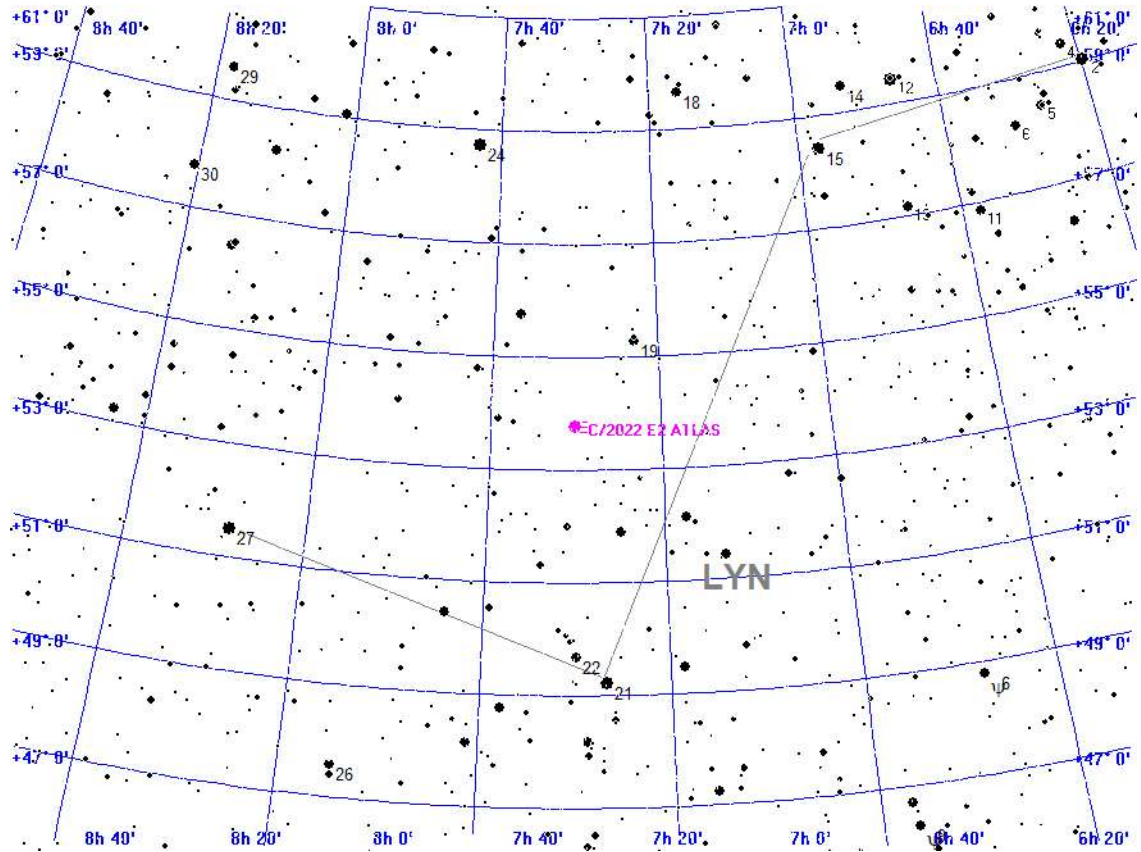 +61° 0'
8h 40'
8h 20'
8h 0'
7h 40'
7h 20'
7h 0'
6h 40'
+61° 0'
6h 20'
+59° 0'
29
18
14
12
4
2
+59° 0'
5
6
24
15
+57° 0'
30
13
11
+57° 0'
+55° 0'
+55° 0'
19
+53° 0'
C/2022 E2 ATLAS
+53° 0'
+51° 0'
27
+51° 0'
LYN
+49° 0'
22
21
+49° 0'
ψ6
+47° 0'
26
+47° 0'
8h 40'
8h 20'
8h 0'
7h 40'
7h 20'
7h 0'
6h 40'
6h 20'